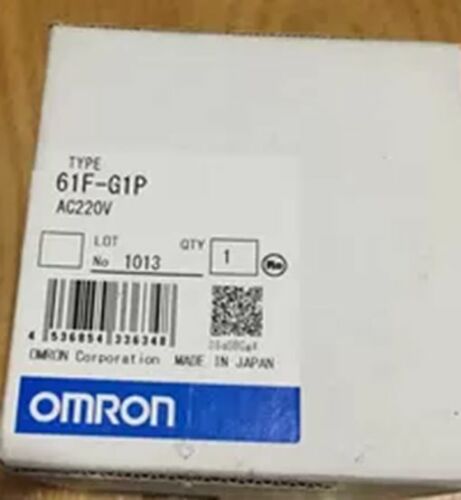 TYPE
61F-G1P
AC220V
LOT
No 1013
QTY
1
4 536854 336348
OMRON Corporation MADE IN JAPAN
OMRON